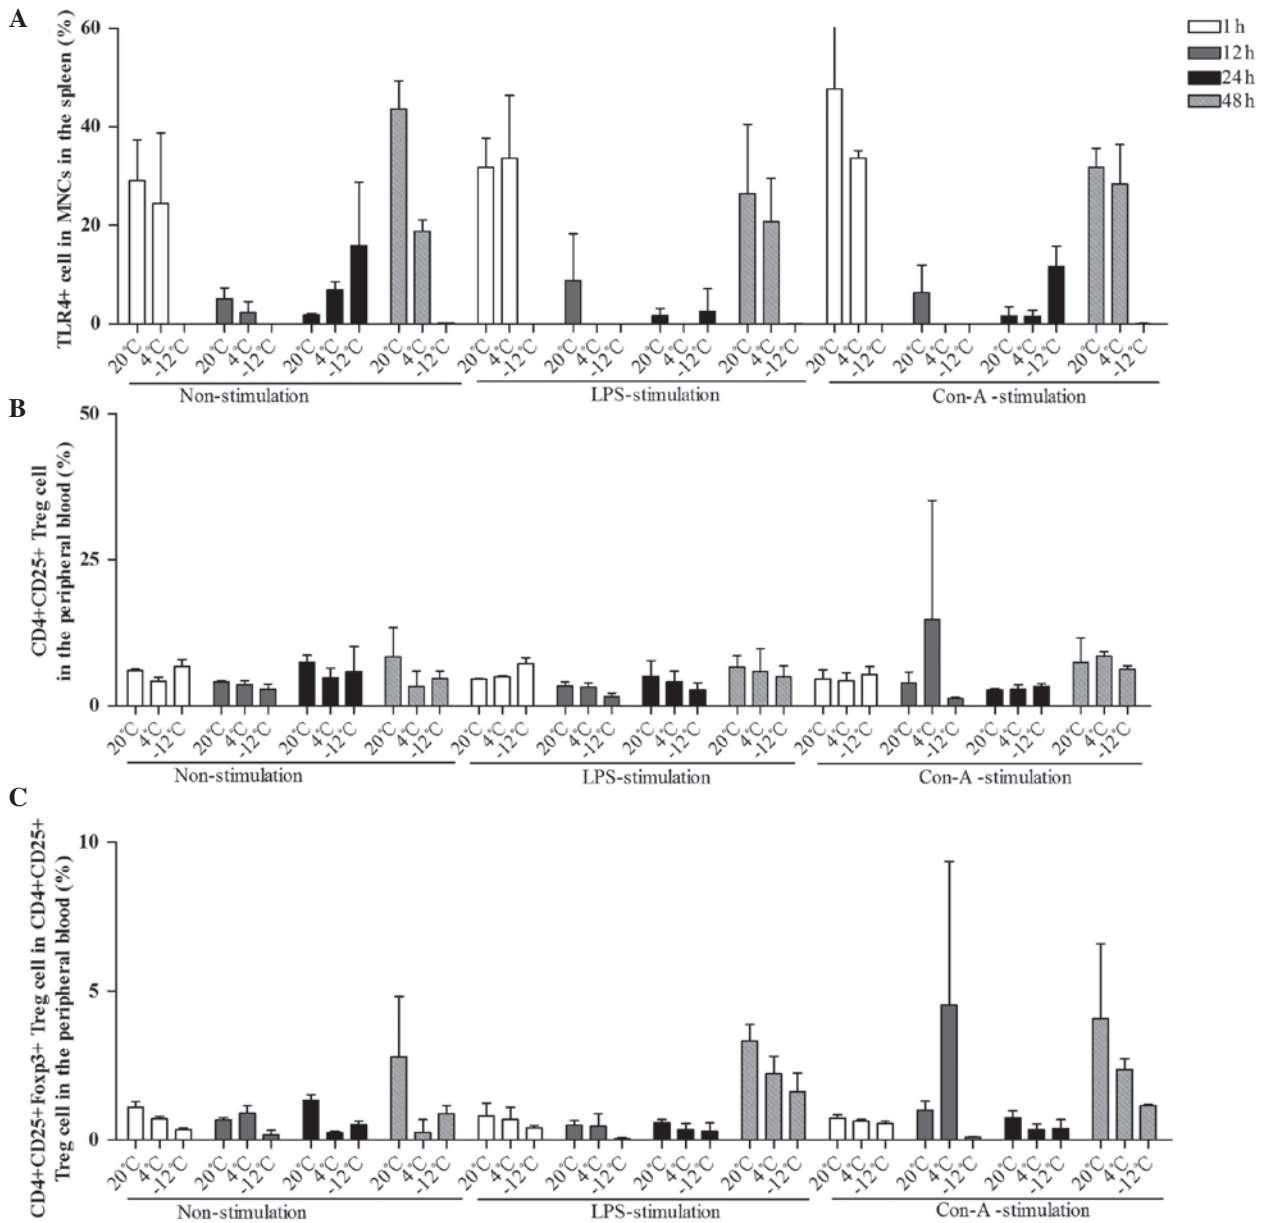 A
TLR4+ cell in MNCs in the spleen (%)
60
40
20
0
1 h
12 h
24 h
48 h
20℃ 4℃ -12℃ 20℃ 4℃ -12℃ 20℃ 4℃ -12℃ 20℃ 4℃ -12℃ 20℃ 4℃ -12℃ 20℃ 4℃ -12℃ 20℃ 4℃ -12℃ 20℃ 4℃ -12℃ 20℃ 4℃ -12℃ 20℃ 4℃ -12℃ 20℃ 4℃ -12℃ 20℃ 4℃ -12℃
Non-stimulation LPS-stimulation Con-A -stimulation
B
CD4+CD25+ Treg cell
in the peripheral blood (%)
50
25
0
20℃ 4℃ -12℃ 20℃ 4℃ -12℃ 20℃ 4℃ -12℃ 20℃ 4℃ -12℃ 20℃ 4℃ -12℃ 20℃ 4℃ -12℃ 20℃ 4℃ -12℃ 20℃ 4℃ -12℃ 20℃ 4℃ -12℃ 20℃ 4℃ -12℃ 20℃ 4℃ -12℃ 20℃ 4℃ -12℃
Non-stimulation LPS-stimulation Con-A -stimulation
C
CD4+CD25+Foxp3+ Treg cell in CD4+CD25+
Treg cell in the peripheral blood (%)
10
5
0
20℃ 4℃ -12℃ 20℃ 4℃ -12℃ 20℃ 4℃ -12℃ 20℃ 4℃ -12℃ 20℃ 4℃ -12℃ 20℃ 4℃ -12℃ 20℃ 4℃ -12℃ 20℃ 4℃ -12℃ 20℃ 4℃ -12℃ 20℃ 4℃ -12℃ 20℃ 4℃ -12℃ 20℃ 4℃ -12℃
Non-stimulation LPS-stimulation Con-A -stimulation